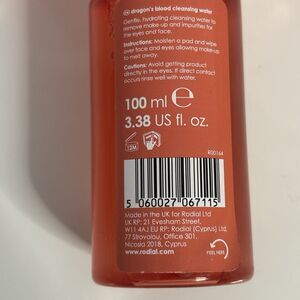 dragon's blood cleansing water
Gentle, hydrating cleansing water to
remove make-up and impurities for
the eyes and face.
Instructions: Moisten a pad and wipe
over face and eyes allowing make-up
to melt away.
Cautions: Avoid getting product
directly in the eyes. If direct contact
occurs rinse well with water.
100 ml ℮
3.38 US fl. oz.
12M
R00164
5 060027 067115
Made in the UK for Rodial Ltd
UK RP: 21 Evesham Street,
W11 4AJ EU RP: Rodial (Cyprus) Ltd
77 Strovolou, Office 301,
Nicosia 2018, Cyprus
www.rodial.com
PEEL HERE